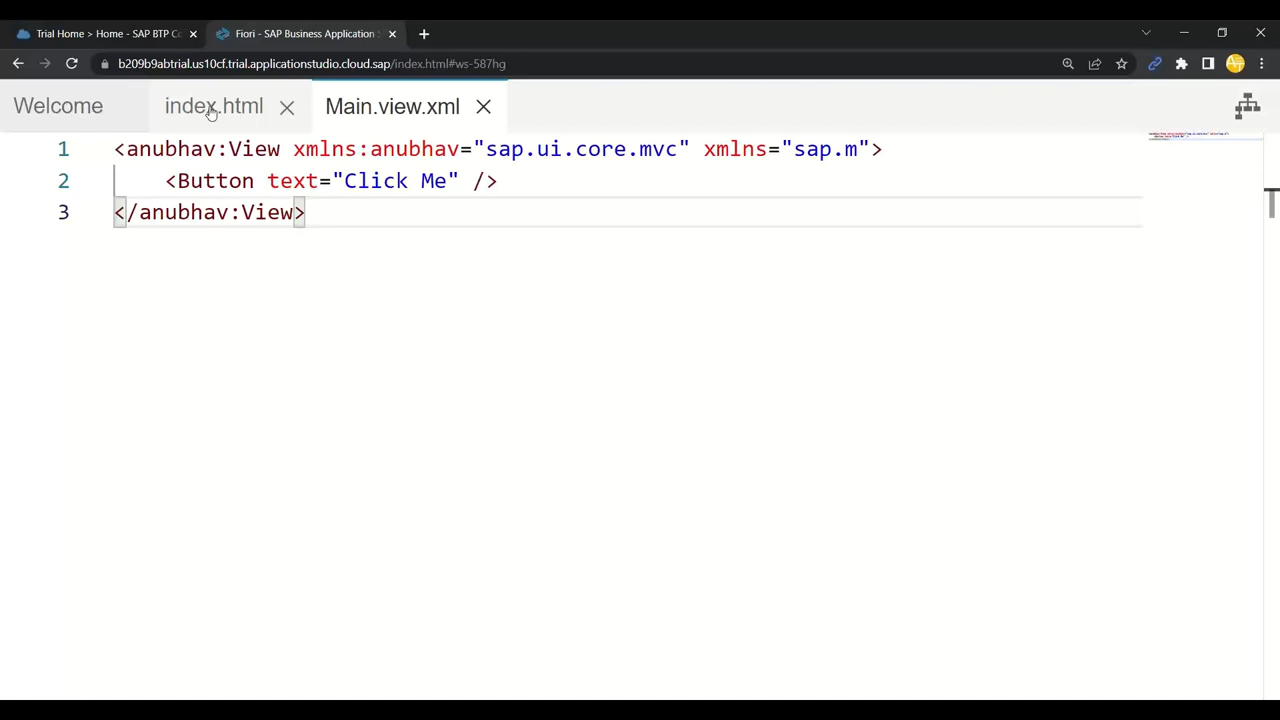 Trial Home > Home - SAP BTP Co
Fiori - SAP Business Application S
b209b9abtrial.us10cf.trial.applicationstudio.cloud.sap/index.html#ws-587hg
Welcome index.html Main.view.xml
1 <anubhav:View xmlns:anubhav="sap.ui.core.mvc" xmlns="sap.m">
2 <Button text="Click Me" />
3 </anubhav:View>